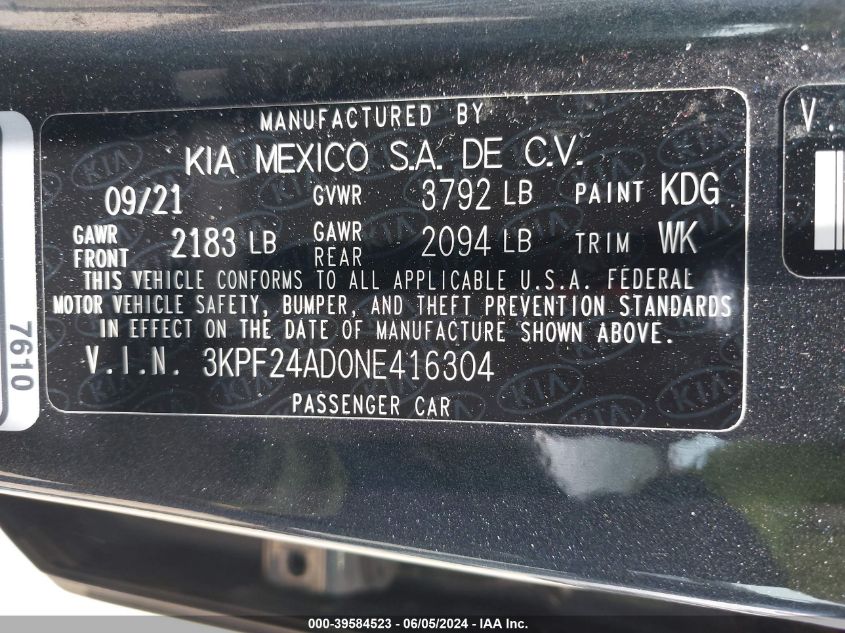 MANUFACTURED BY
KIA MEXICO S.A. DE C.V.
09/21 GVWR 3792 LB PAINT KDG
GAWR FRONT 2183 LB GAWR REAR 2094 LB TRIM WK
THIS VEHICLE CONFORMS TO ALL APPLICABLE U.S.A. FEDERAL
MOTOR VEHICLE SAFETY, BUMPER, AND THEFT PREVENTION STANDARDS
IN EFFECT ON THE DATE OF MANUFACTURE SHOWN ABOVE.
V.I.N. 3KPF24AD0NE416304
PASSENGER CAR
7610
V.
000-39584523 - 06/05/2024 - IAA Inc.